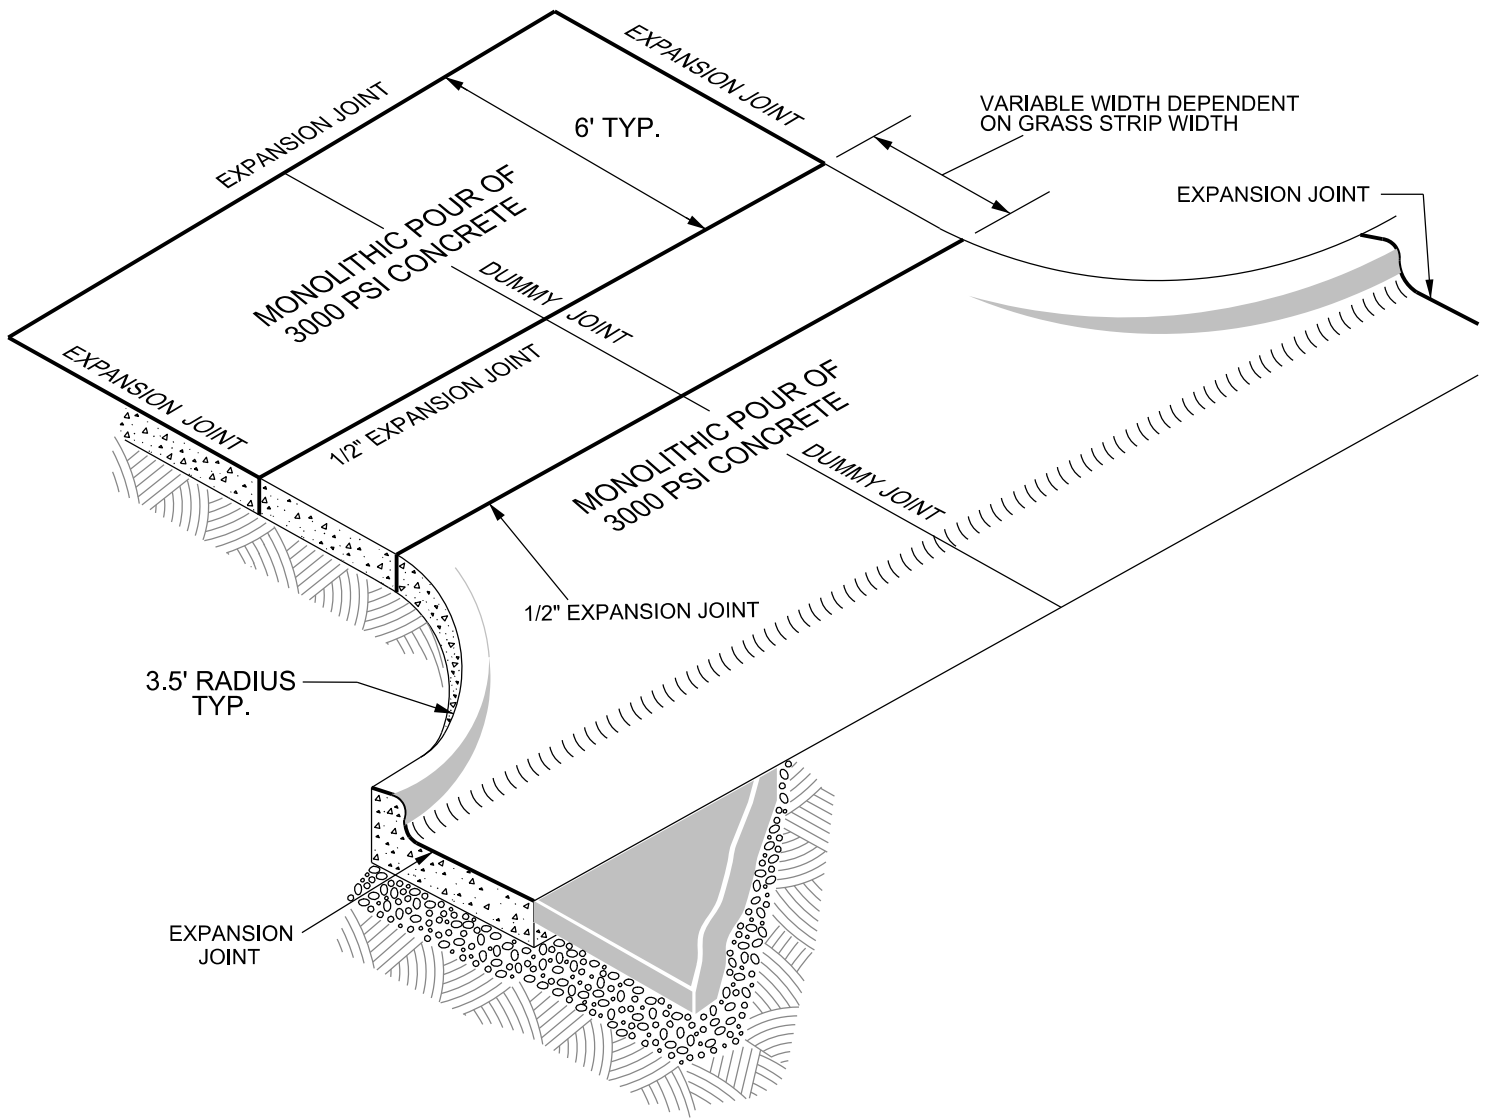 EXPANSION JOINT
EXPANSION JOINT
6' TYP.
VARIABLE WIDTH DEPENDENT
ON GRASS STRIP WIDTH
EXPANSION JOINT
MONOLITHIC POUR OF
3000 PSI CONCRETE
DUMMY JOINT
EXPANSION JOINT
1/2" EXPANSION JOINT
MONOLITHIC POUR OF
3000 PSI CONCRETE
DUMMY JOINT
1/2" EXPANSION JOINT
3.5' RADIUS
TYP.
EXPANSION
JOINT